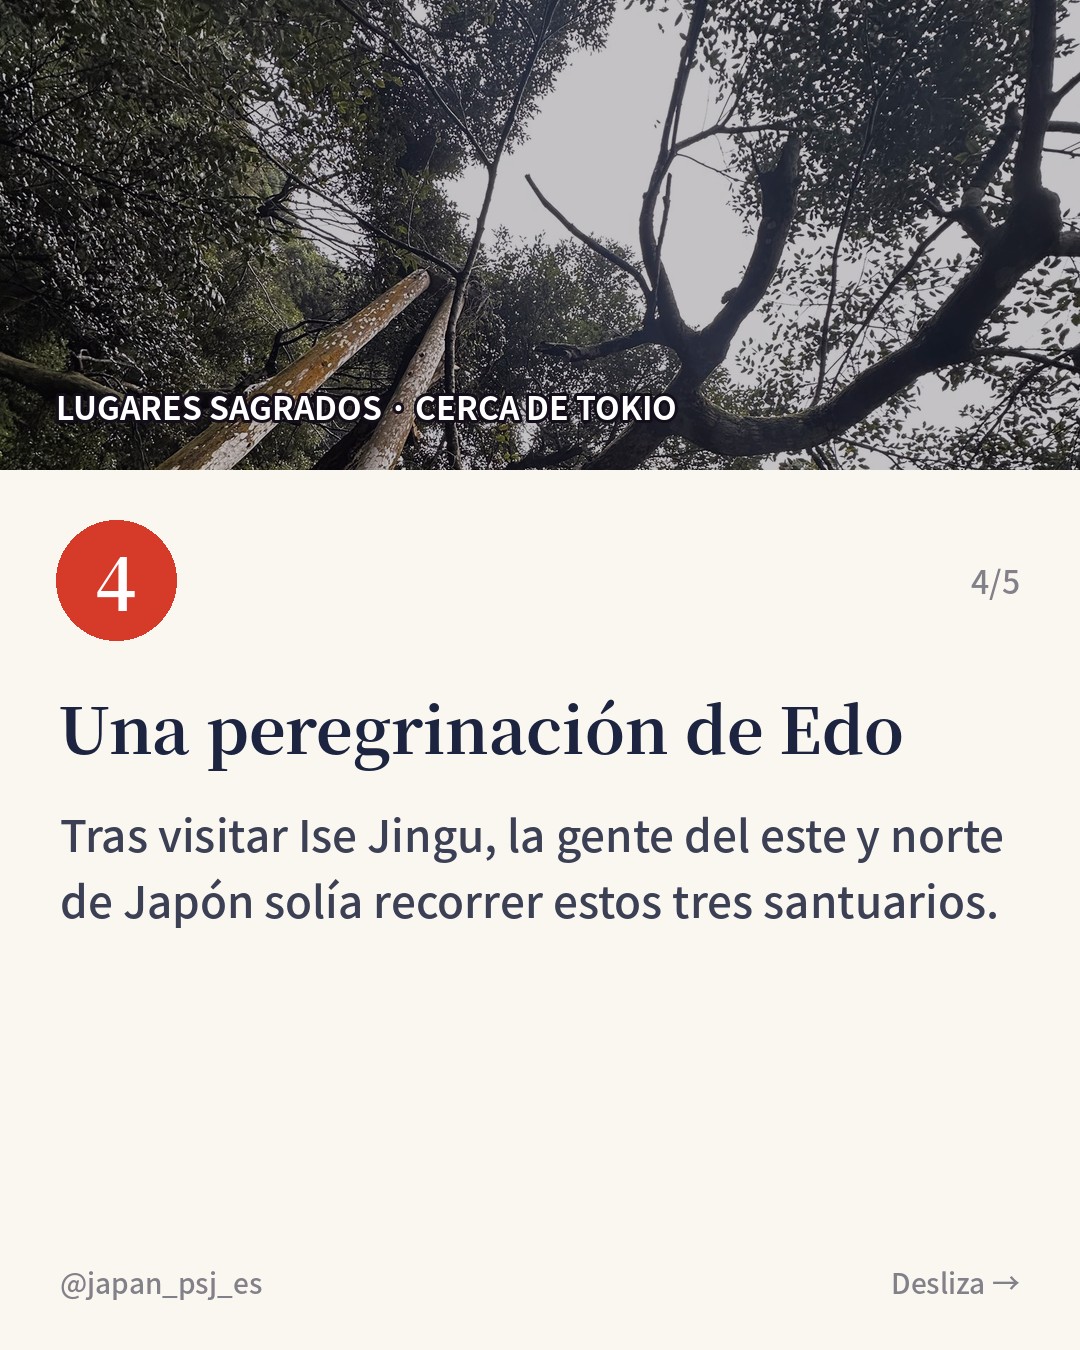 LUGARES SAGRADOS · CERCA DE TOKIO
4
4/5
Una peregrinación de Edo
Tras visitar Ise Jingu, la gente del este y norte
de Japón solía recorrer estos tres santuarios.
@japan_psj_es
Desliza →